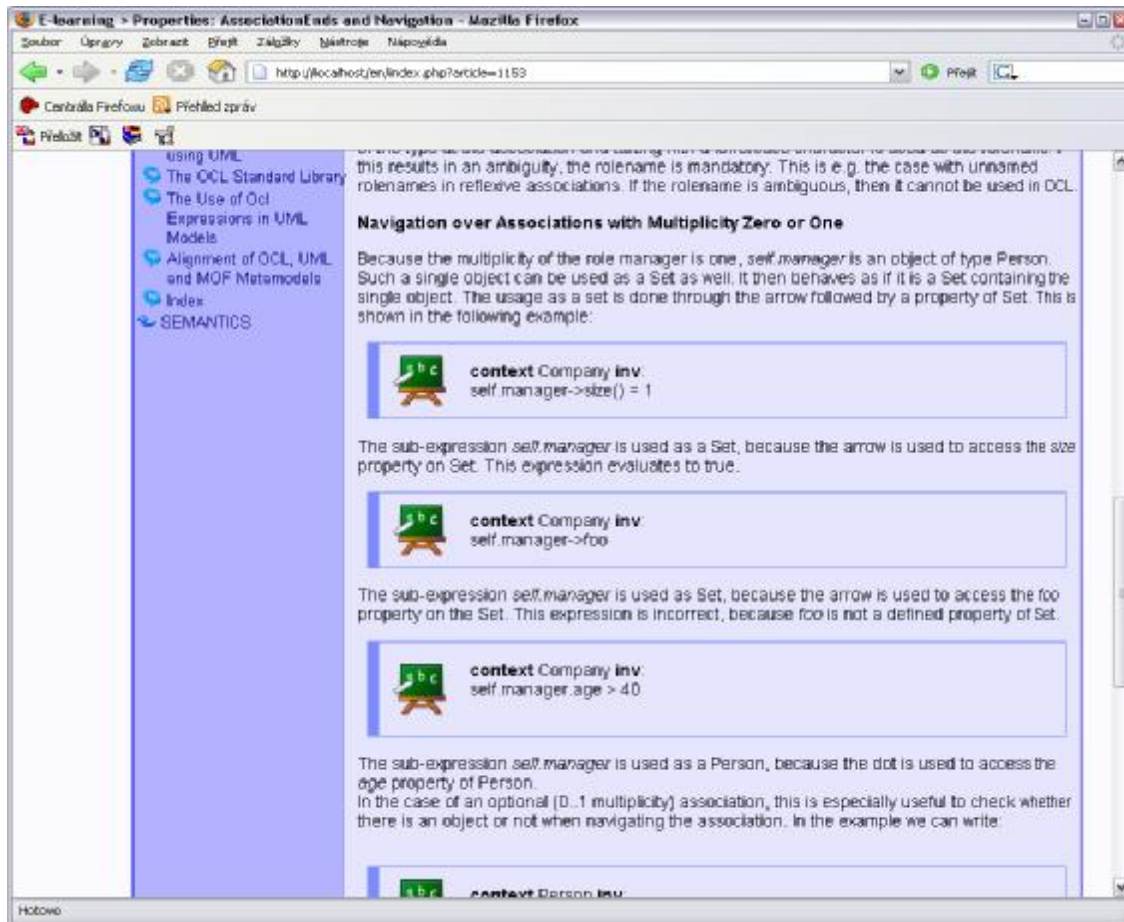 E-learning > Properties: AssociationEnds and Navigation - Mozilla Firefox
Soubor Úpravy Zobrazit Přejít Záložky Nástroje Nápověda
http://localhost/en/index.php?article=1153 Přejít
Centrála Firefoxu Přehled zpráv
Přeložit
using UML
The OCL Standard Library
The Use of Ocl
Expressions in UML
Models
Alignment of OCL, UML
and MOF Metamodels
Index
SEMANTICS
this results in an ambiguity, the rolename is mandatory. This is e.g. the case with unnamed
rolenames in reflexive associations. If the rolename is ambiguous, then it cannot be used in OCL.
Navigation over Associations with Multiplicity Zero or One
Because the multiplicity of the role manager is one, self.manager is an object of type Person.
Such a single object can be used as a Set as well. It then behaves as if it is a Set containing the
single object. The usage as a set is done through the arrow followed by a property of Set. This is
shown in the following example:
context Company inv:
self.manager->size() = 1
The sub-expression self.manager is used as a Set, because the arrow is used to access the size
property on Set. This expression evaluates to true.
context Company inv:
self.manager->foo
The sub-expression self.manager is used as Set, because the arrow is used to access the foo
property on the Set. This expression is incorrect, because foo is not a defined property of Set.
context Company inv:
self.manager.age > 40
The sub-expression self.manager is used as a Person, because the dot is used to access the
age property of Person.
In the case of an optional (0..1 multiplicity) association, this is especially useful to check whether
there is an object or not when navigating the association. In the example we can write:
context Person inv:
Hotovo